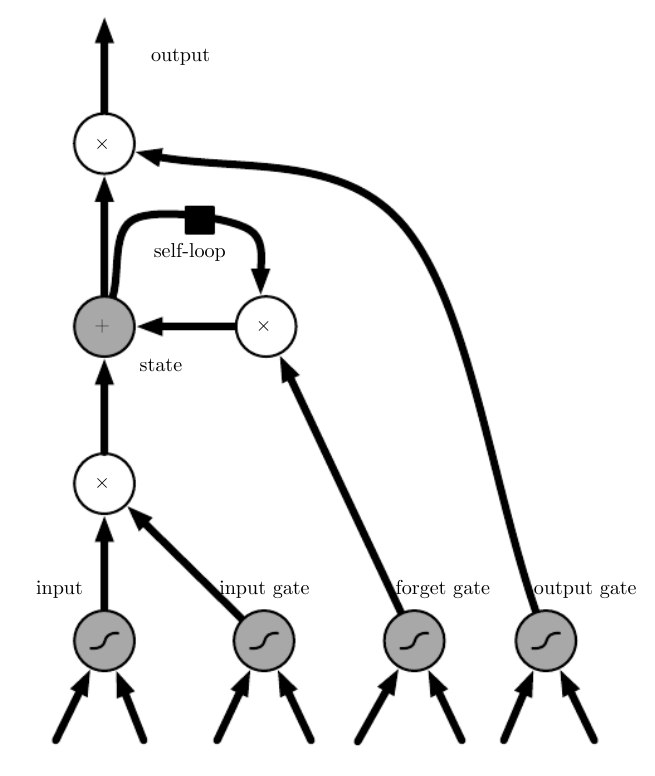 output
×
self-loop
+
×
state
×
input
input gate
forget gate
output gate